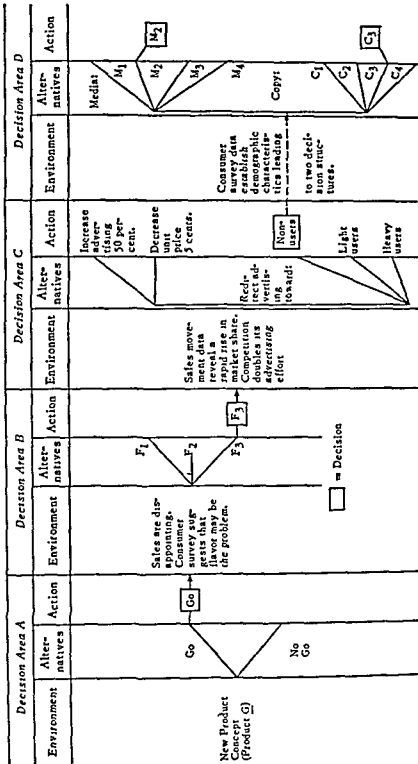 Decision Area A
Environment
Alter-
natives
Action
New Product
Concept
(Product G)
Go
No
Go
Go
Decision Area B
Environment
Alter-
natives
Action
Sales are dis-
appointing.
Consumer
survey sug-
gests that
flavor may be
the problem.
F1
F2
F3
F3
= Decision
Decision Area C
Environment
Alter-
natives
Action
Sales move-
ment data
reveal a
rapid rise in
market share.
Competition
doubles its
advertising
effort
Redi-
rect ad-
vertis-
ing
towards:
Increase
adver-
tising
50 per-
cent.
Decrease
unit
price
5 cents.
Non-
users
Light
users
Heavy
users
Decision Area D
Environment
Alter-
natives
Action
Consumer
survey data
establish
demographic
characteris-
tics leading
to two deci-
sion struc-
tures.
Media:
M1
M2
M3
M4
Copy:
C1
C2
C3
C4
M2
C3